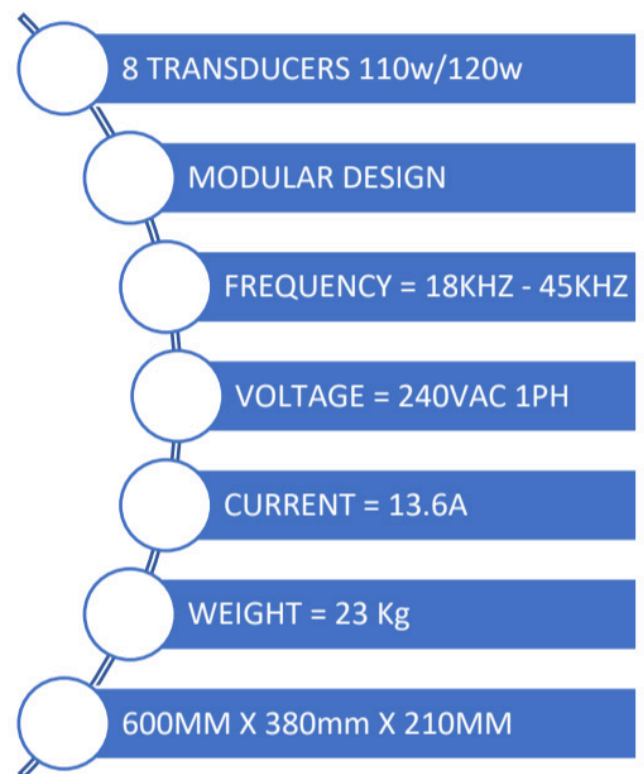 8 TRANSDUCERS 110w/120w
MODULAR DESIGN
FREQUENCY = 18KHZ - 45KHZ
VOLTAGE = 240VAC 1PH
CURRENT = 13.6A
WEIGHT = 23 Kg
600MM X 380mm X 210MM